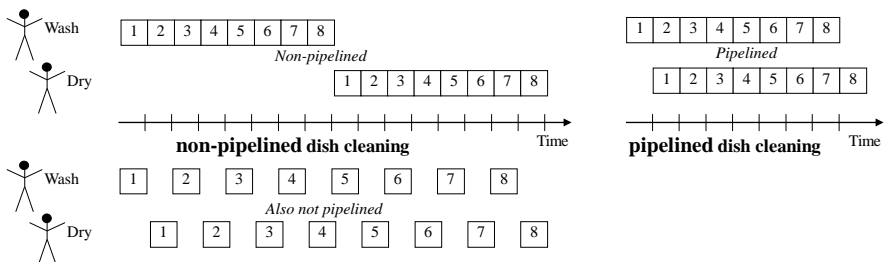 Wash 1 2 3 4 5 6 7 8 1 2 3 4 5 6 7 8
Non-pipelined Pipelined
Dry 1 2 3 4 5 6 7 8 1 2 3 4 5 6 7 8
non-pipelined dish cleaning Time pipelined dish cleaning Time
Wash 1 2 3 4 5 6 7 8
Also not pipelined
Dry 1 2 3 4 5 6 7 8